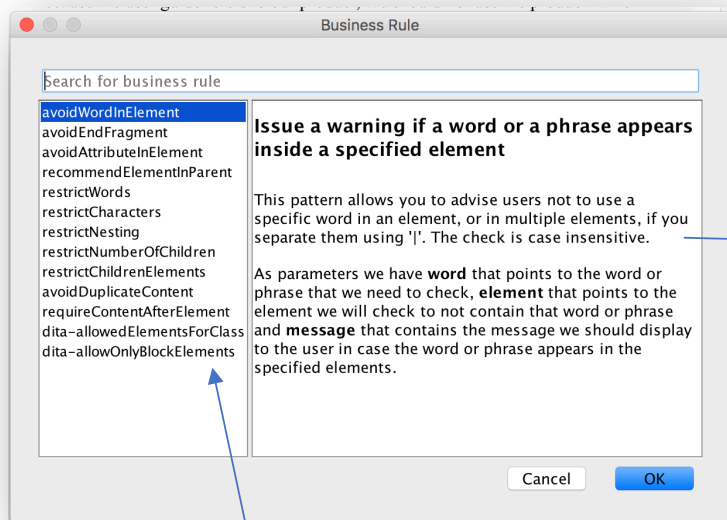 Business Rule
Search for business rule
avoidWordInElement
avoidEndFragment
avoidAttributeInElement
recommendElementInParent
restrictWords
restrictCharacters
restrictNesting
restrictNumberOfChildren
restrictChildrenElements
avoidDuplicateContent
requireContentAfterElement
dita-allowedElementsForClass
dita-allowOnlyBlockElements
Issue a warning if a word or a phrase appears
inside a specified element
This pattern allows you to advise users not to use a
specific word in an element, or in multiple elements, if you
separate them using '|'. The check is case insensitive.
As parameters we have word that points to the word or
phrase that we need to check, element that points to the
element we will check to not contain that word or phrase
and message that contains the message we should display
to the user in case the word or phrase appears in the
specified elements.
Cancel
OK